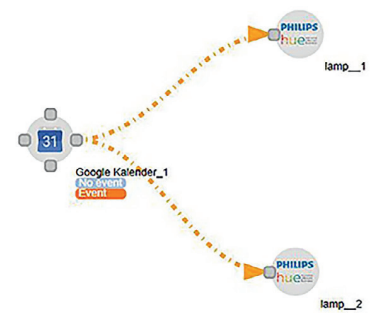 PHILIPS
hue
lamp__1
31
Google Kalender_1
No event
Event
PHILIPS
hue
lamp__2